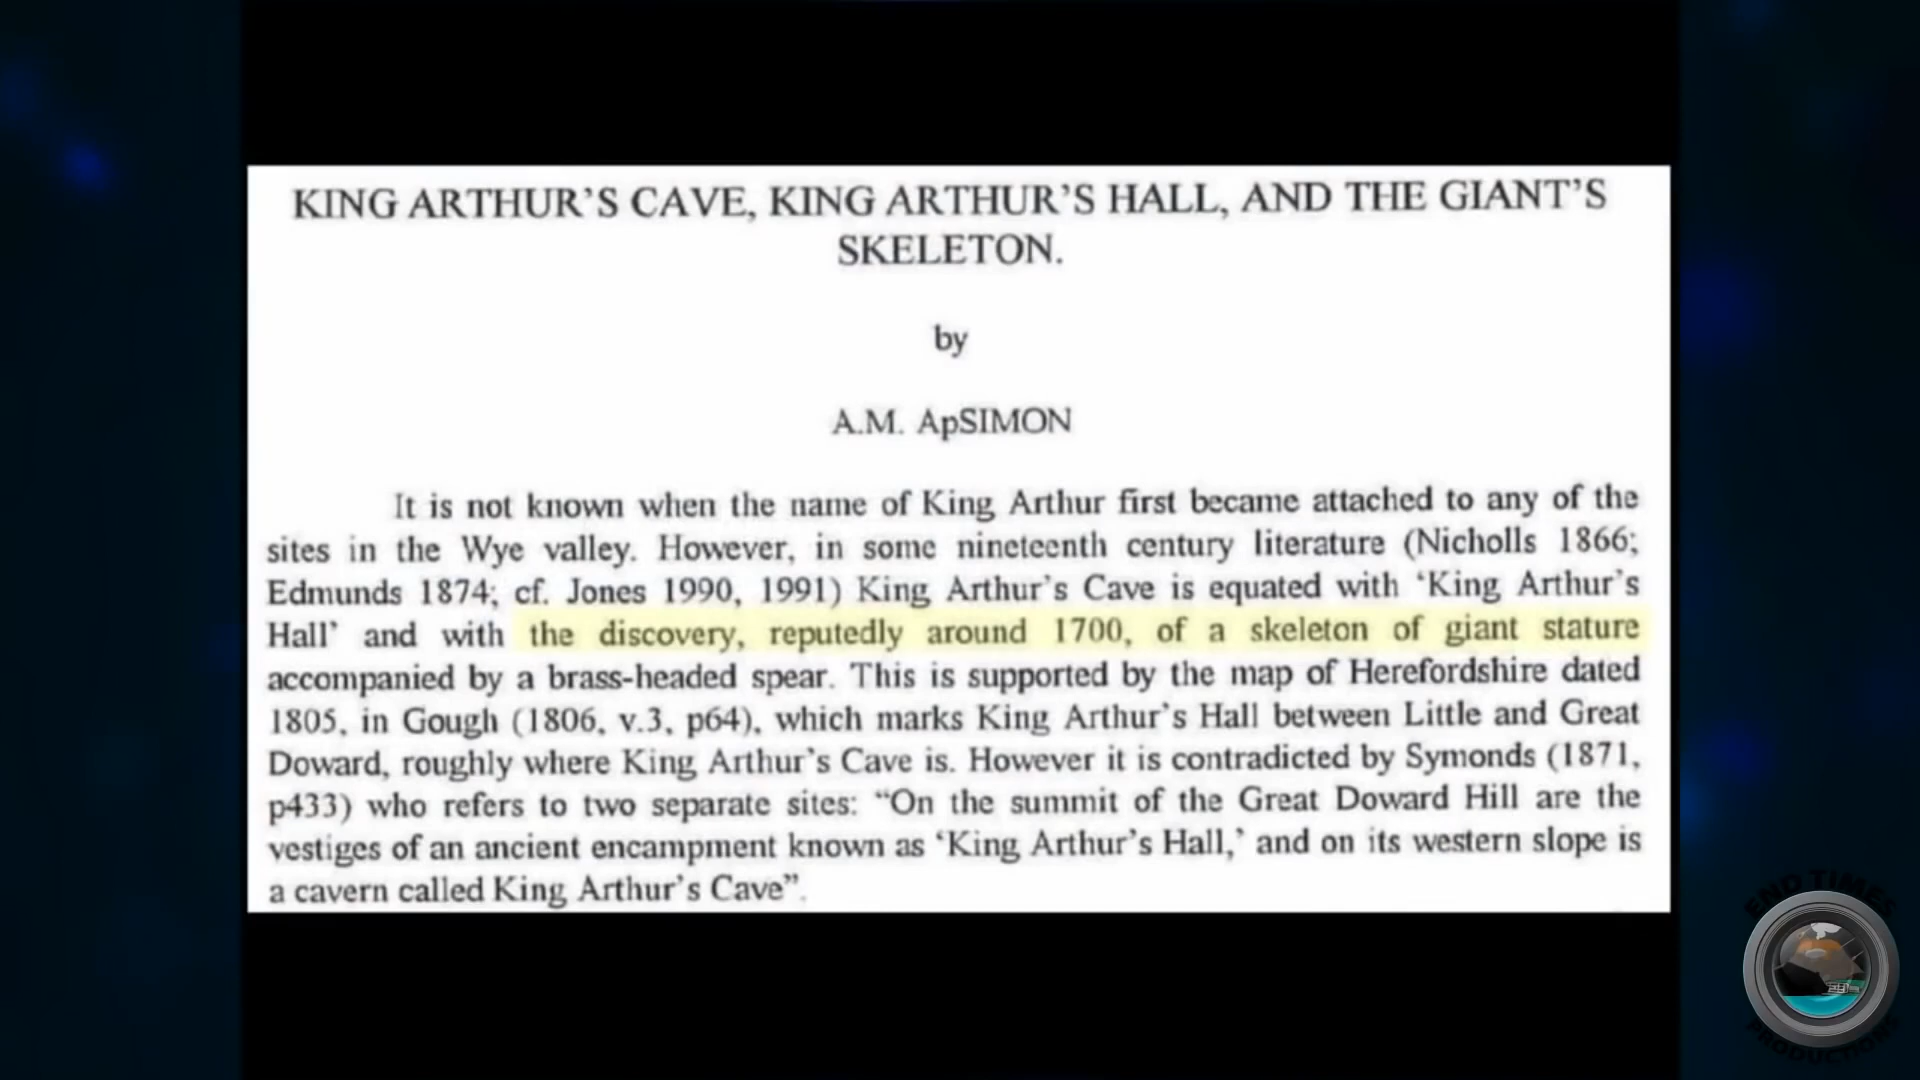 KING ARTHUR'S CAVE, KING ARTHUR'S HALL, AND THE GIANT'S
SKELETON.
by
A.M. ApSIMON
It is not known when the name of King Arthur first became attached to any of the
sites in the Wye valley. However, in some nineteenth century literature (Nicholls 1866;
Edmunds 1874; cf. Jones 1990, 1991) King Arthur's Cave is equated with ‘King Arthur's
Hall’ and with the discovery, reputedly around 1700, of a skeleton of giant stature
accompanied by a brass-headed spear. This is supported by the map of Herefordshire dated
1805, in Gough (1806, v.3, p64), which marks King Arthur's Hall between Little and Great
Doward, roughly where King Arthur's Cave is. However it is contradicted by Symonds (1871,
p433) who refers to two separate sites: “On the summit of the Great Doward Hill are the
vestiges of an ancient encampment known as ‘King Arthur's Hall,’ and on its western slope is
a cavern called King Arthur's Cave”.
END TIMES
PRODUCTIONS